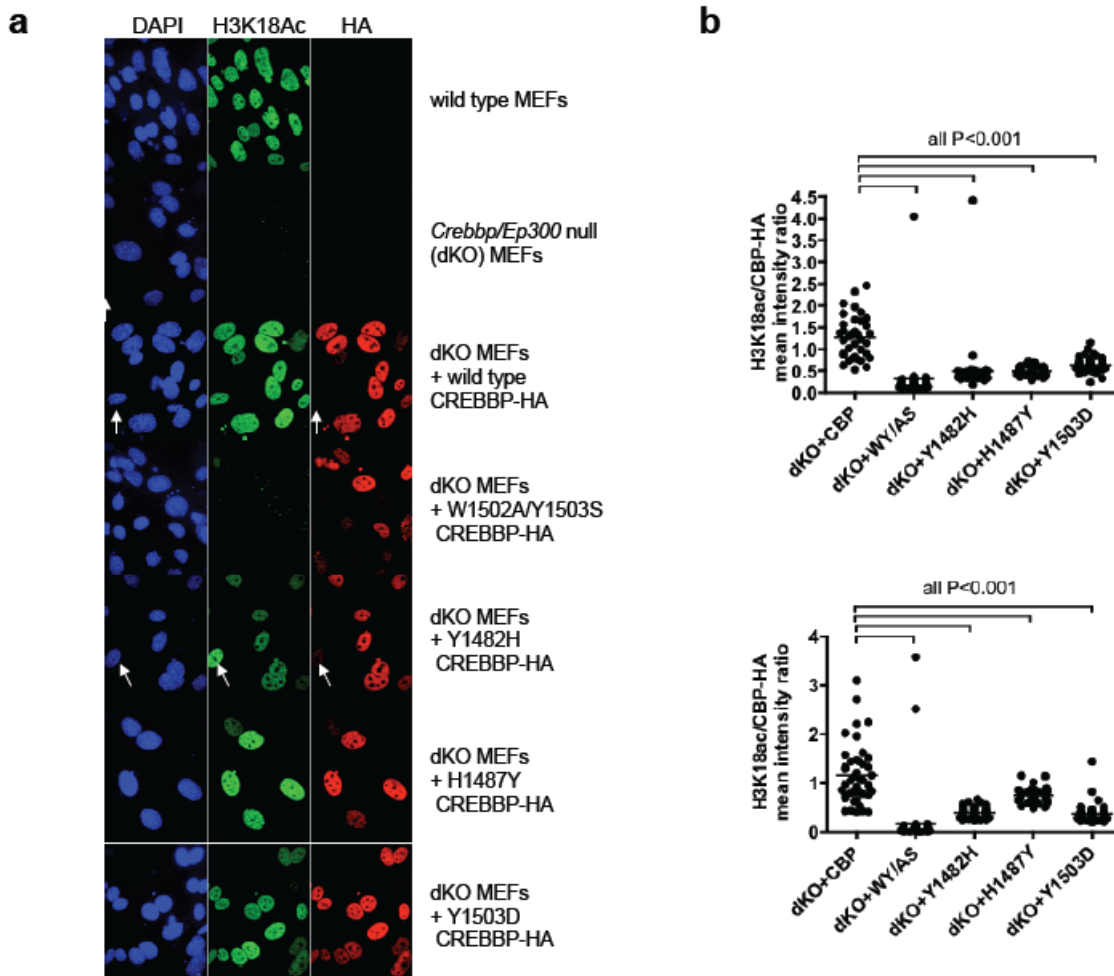 a
DAPI H3K18Ac HA
wild type MEFs
Crebbp/Ep300 null
(dKO) MEFs
dKO MEFs
+ wild type
CREBBP-HA
dKO MEFs
+ W1502A/Y1503S
CREBBP-HA
dKO MEFs
+ Y1482H
CREBBP-HA
dKO MEFs
+ H1487Y
CREBBP-HA
dKO MEFs
+ Y1503D
CREBBP-HA
b
all P<0.001
H3K18ac/CBP-HA
mean intensity ratio
4.5
4.0
3.5
3.0
2.5
2.0
1.5
1.0
0.5
0.0
dKO+CBP
dKO+WY/AS
dKO+Y1482H
dKO+H1487Y
dKO+Y1503D
all P<0.001
H3K18ac/CBP-HA
mean intensity ratio
4
3
2
1
0
dKO+CBP
dKO+WY/AS
dKO+Y1482H
dKO+H1487Y
dKO+Y1503D